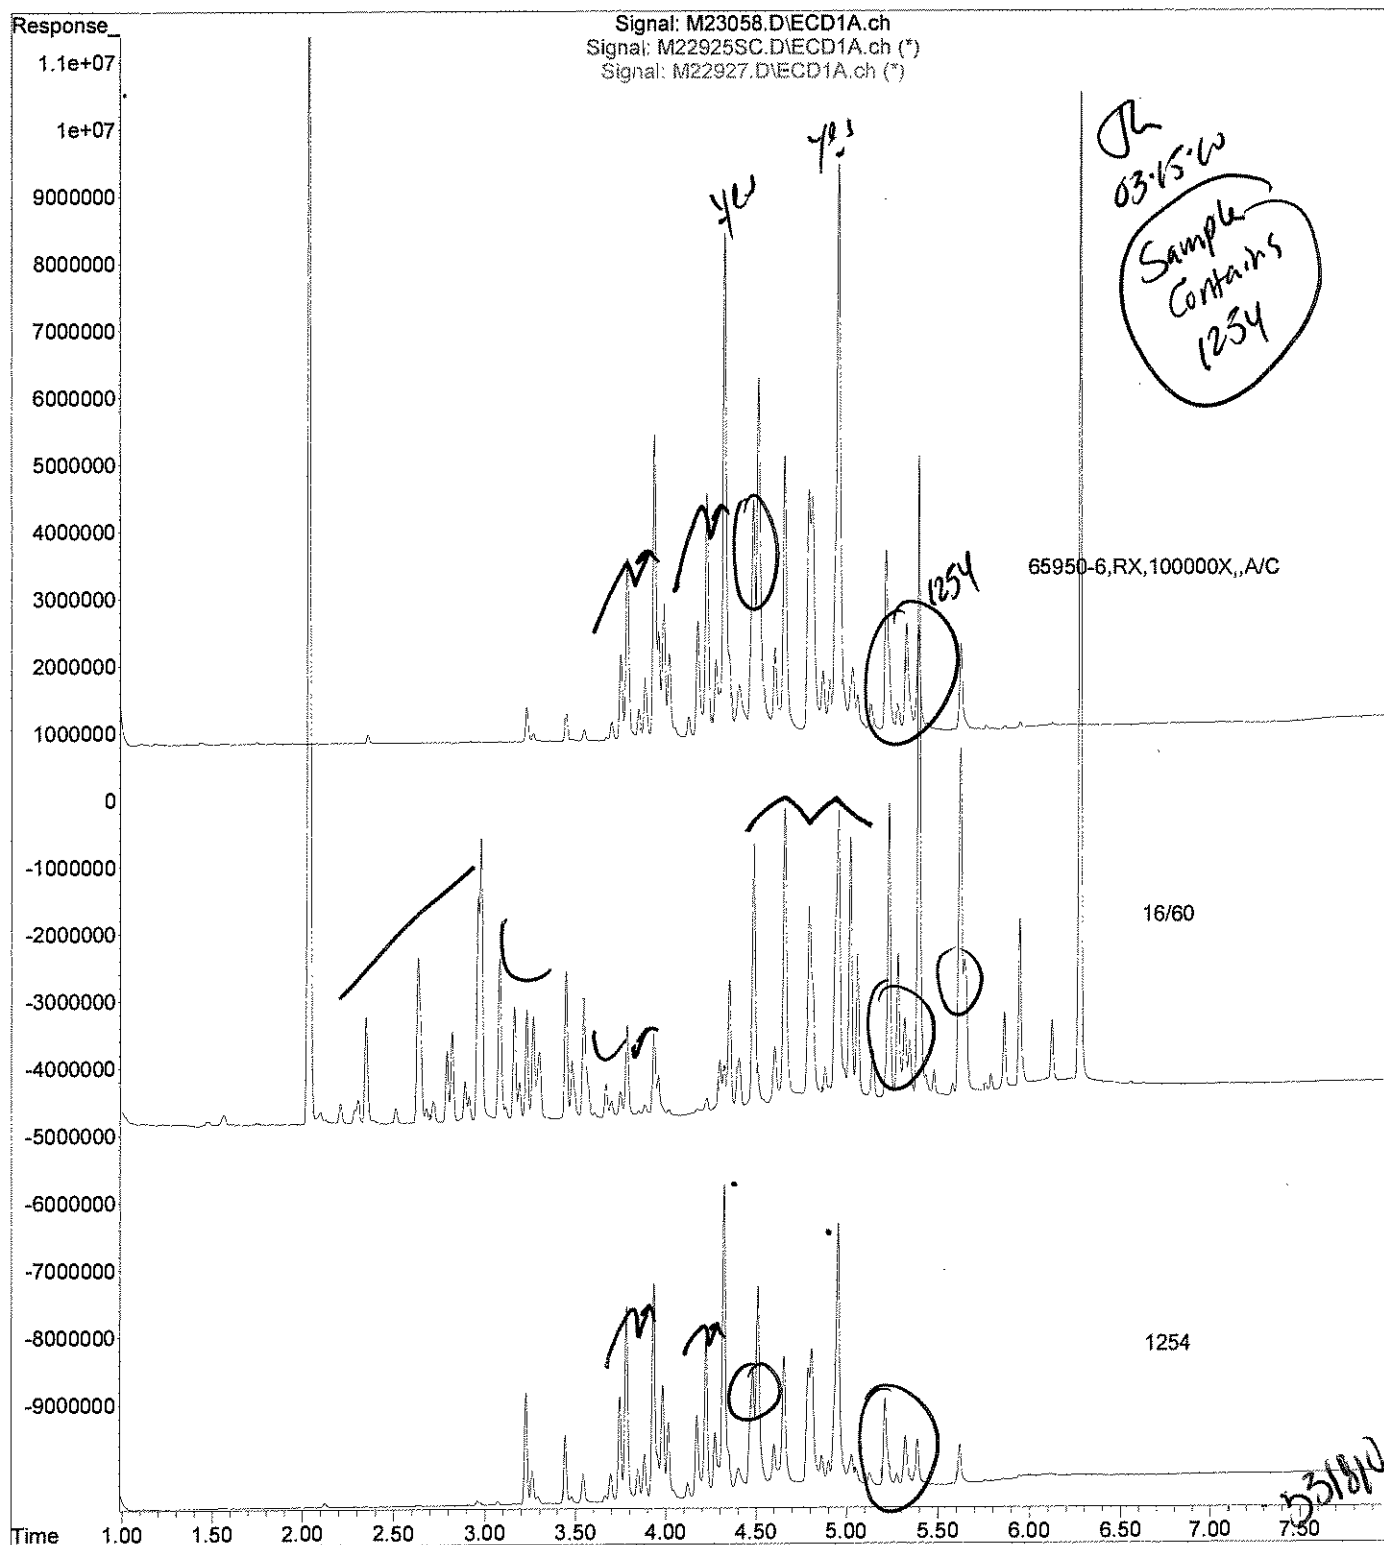 Response_
Signal: M23058.D\ECD1A.ch
Signal: M22925SC.D\ECD1A.ch (*)
Signal: M22927.D\ECD1A.ch (*)
1.1e+07
1e+07
9000000
8000000
7000000
6000000
5000000
4000000
3000000
2000000
1000000
0
-1000000
-2000000
-3000000
-4000000
-5000000
-6000000
-7000000
-8000000
-9000000
yes
yes
03.15.10
Sample
Contains
1254
65950-6,RX,100000X,,A/C
1254
16/60
1254
Time
1.00 1.50 2.00 2.50 3.00 3.50 4.00 4.50 5.00 5.50 6.00 6.50 7.00 7.50